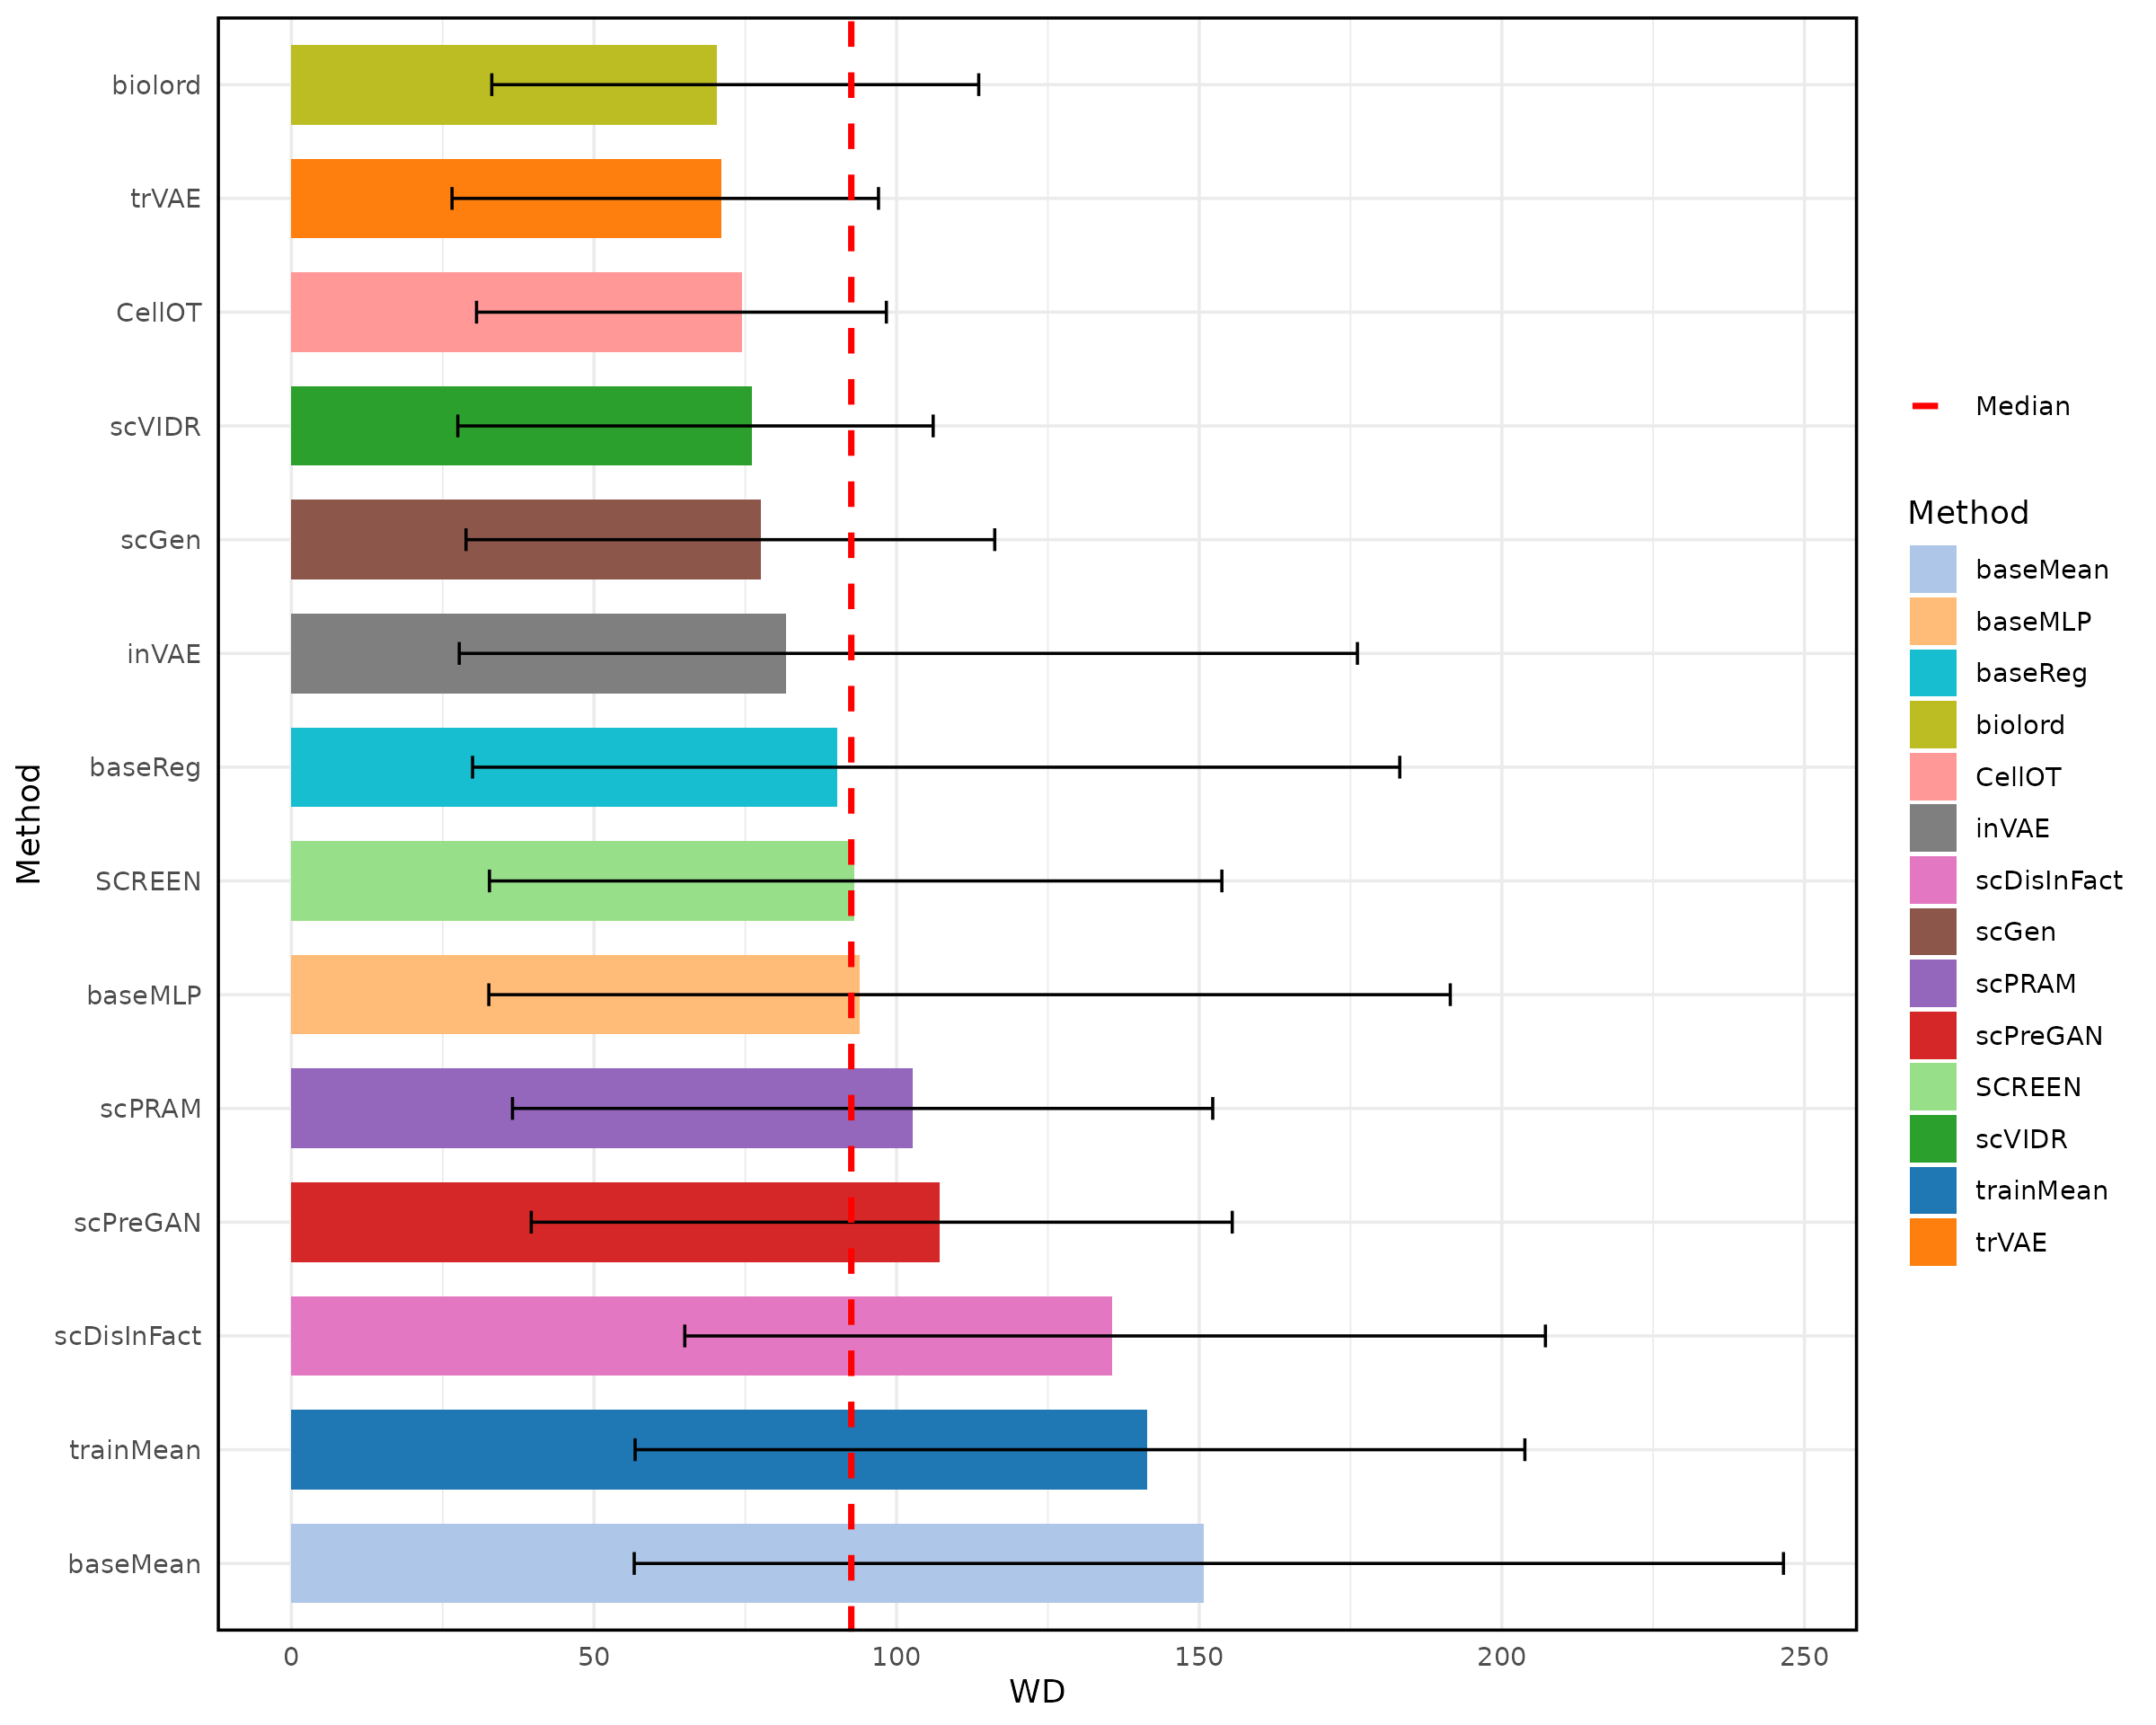 biolord
trVAE
CellOT
scVIDR
scGen
inVAE
baseReg
SCREEN
baseMLP
scPRAM
scPreGAN
scDisInFact
trainMean
baseMean
Method
0 50 100 150 200 250
WD
Median
Method
baseMean
baseMLP
baseReg
biolord
CellOT
inVAE
scDisInFact
scGen
scPRAM
scPreGAN
SCREEN
scVIDR
trainMean
trVAE